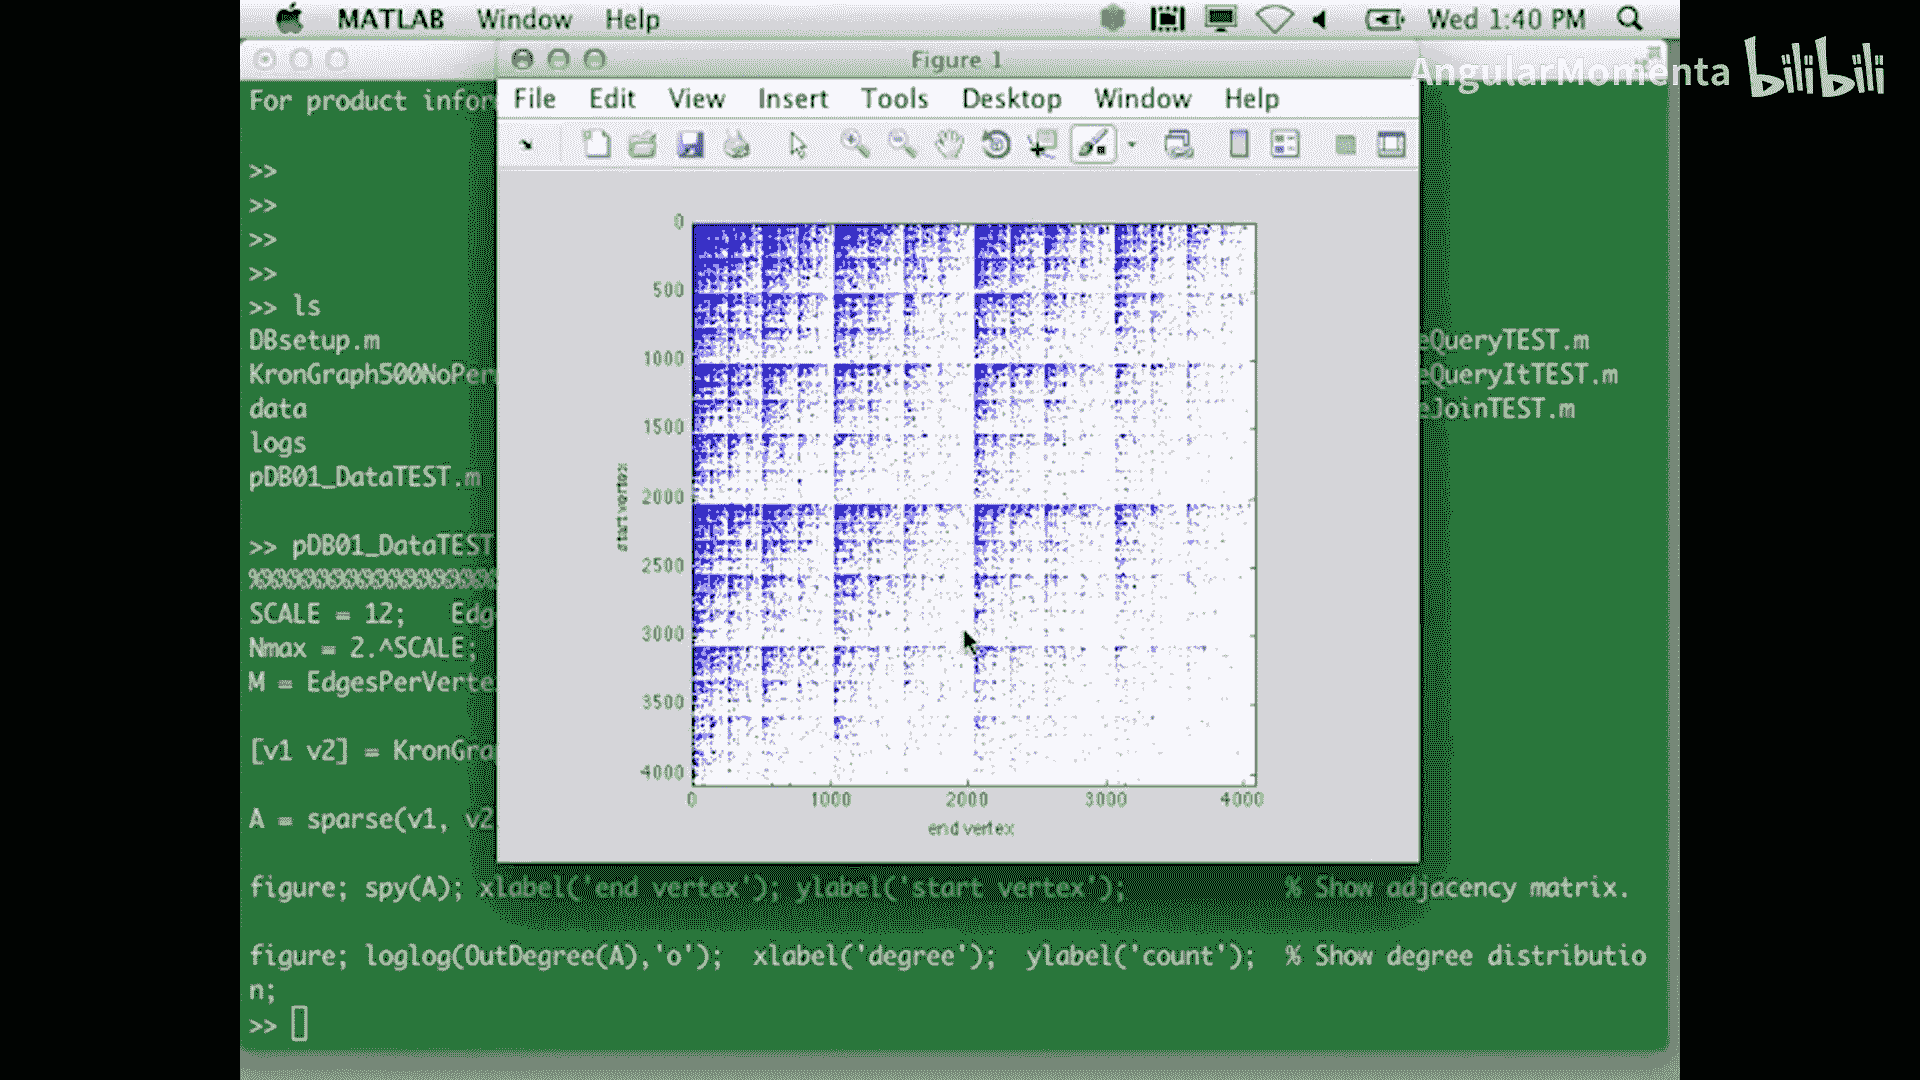 MATLAB Window Help
Wed 1:40 PM
Figure 1
AngularMomenta bilibili
File Edit View Insert Tools Desktop Window Help
For product infor
>>
>>
>>
>>
>> ls
DBsetup.m
eQueryTEST.m
KronGraph500NoPer
eQueryItTEST.m
data
eJoinTEST.m
logs
pDB01_DataTEST.m
>> pDB01_DataTEST
SCALE = 12; Edg
Nmax = 2.^SCALE;
M = EdgesPerVerte
[v1 v2] = KronGra
A = sparse(v1, v2
figure; spy(A); xlabel('end vertex'); ylabel('start vertex'); % Show adjacency matrix.
figure; loglog(OutDegree(A),'o'); xlabel('degree'); ylabel('count'); % Show degree distributio
n;
>>
0
500
1000
1500
2000
2500
3000
3500
4000
start vertex
0 1000 2000 3000 4000
end vertex